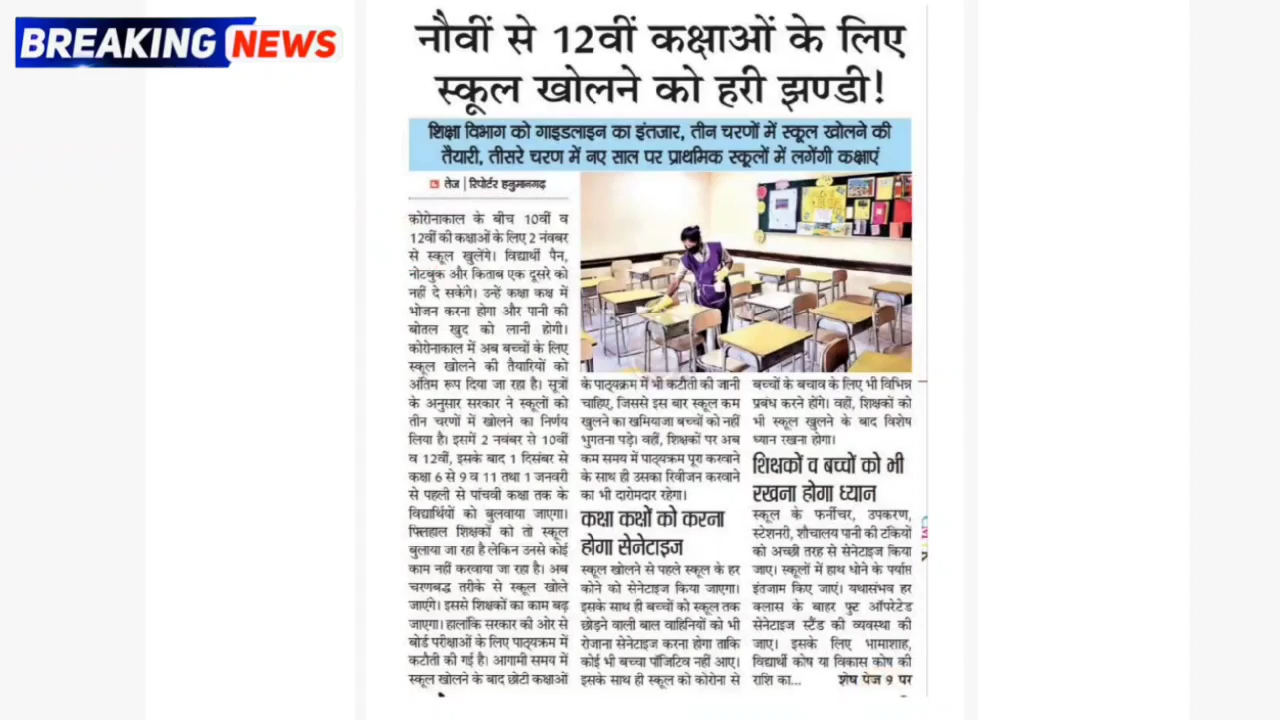 BREAKING NEWS
नौवीं से 12वीं कक्षाओं के लिए
स्कूल खोलने को हरी झण्डी!
शिक्षा विभाग को गाइडलाइन का इंतजार, तीन चरणों में स्कूल खोलने की
तैयारी, तीसरे चरण में नए साल पर प्राथमिक स्कूलों में लगेंगी कक्षाएं
तेज | रिपोर्टर हनुमानगढ़
कोरोनाकाल के बीच 10वीं व
12वीं की कक्षाओं के लिए 2 नंवबर
से स्कूल खुलेंगे। विद्यार्थी पैन,
नोटबुक और किताब एक दूसरे को
नहीं दे सकेंगे। उन्हें कक्षा कक्ष में
भोजन करना होगा और पानी की
बोतल खुद को लानी होगी।
कोरोनाकाल में अब बच्चों के लिए
स्कूल खोलने की तैयारियों को
अंतिम रूप दिया जा रहा है। सूत्रों
के अनुसार सरकार ने स्कूलों को
तीन चरणों में खोलने का निर्णय
लिया है। इसमें 2 नवंबर से 10वीं
व 12वीं, इसके बाद 1 दिसंबर से
कक्षा 6 से 9 व 11 तथा 1 जनवरी
से पहली से पांचवी कक्षा तक के
विद्यार्थियों को बुलवाया जाएगा।
फिलहाल शिक्षकों को तो स्कूल
बुलाया जा रहा है लेकिन उनसे कोई
काम नहीं करवाया जा रहा है। अब
चरणबद्ध तरीके से स्कूल खोले
जाएंगे। इससे शिक्षकों का काम बढ़
जाएगा। हालांकि सरकार की ओर से
बोर्ड परीक्षाओं के लिए पाठ्यक्रम में
कटौती की गई है। आगामी समय में
स्कूल खोलने के बाद छोटी कक्षाओं
के पाठ्यक्रम में भी कटौती की जानी
चाहिए, जिससे इस बार स्कूल कम
खुलने का खमियाजा बच्चों को नहीं
भुगतना पड़े। वहीं, शिक्षकों पर अब
कम समय में पाठ्यक्रम पूरा करवाने
के साथ ही उसका रिवीजन करवाने
का भी दारोमदार रहेगा।
कक्षा कक्षों को करना
होगा सेनेटाइज
स्कूल खोलने से पहले स्कूल के हर
कोने को सेनेटाइज किया जाएगा।
इसके साथ ही बच्चों को स्कूल तक
छोड़ने वाली बाल वाहिनियों को भी
रोजाना सेनेटाइज करना होगा ताकि
कोई भी बच्चा पॉजिटिव नहीं आए।
इसके साथ ही स्कूल को कोरोना से
बच्चों के बचाव के लिए भी विभिन्न
प्रबंध करने होंगे। वहीं, शिक्षकों को
भी स्कूल खुलने के बाद विशेष
ध्यान रखना होगा।
शिक्षकों व बच्चों को भी
रखना होगा ध्यान
स्कूल के फर्नीचर, उपकरण,
स्टेशनरी, शौचालय पानी की टंकियों
को अच्छी तरह से सेनेटाइज किया
जाए। स्कूलों में हाथ धोने के पर्याप्त
इंतजाम किए जाएं। यथासंभव हर
क्लास के बाहर फुट ऑपरेटेड
सेनेटाइज स्टैंड की व्यवस्था की
जाए। इसके लिए भामाशाह,
विद्यार्थी कोष या विकास कोष की
राशि का... शेष पेज 9 पर